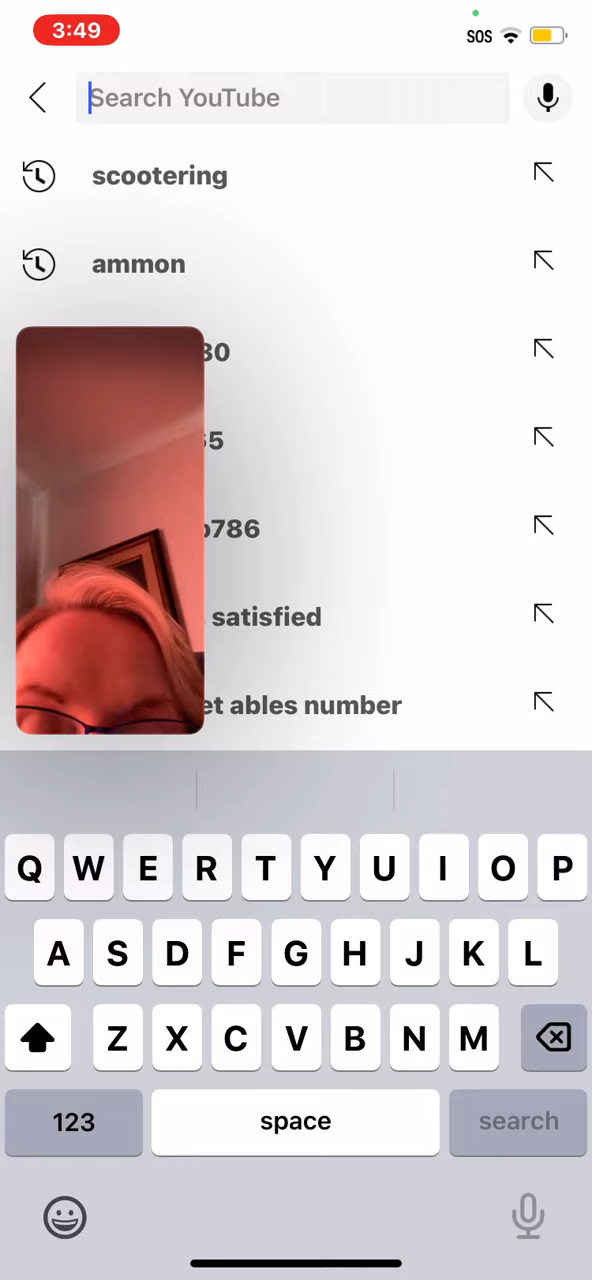 3:49
SOS
Search YouTube
scootering
ammon
30
5
786
satisfied
et ables number
Q W E R T Y U I O P
A S D F G H J K L
Z X C V B N M
123 space search